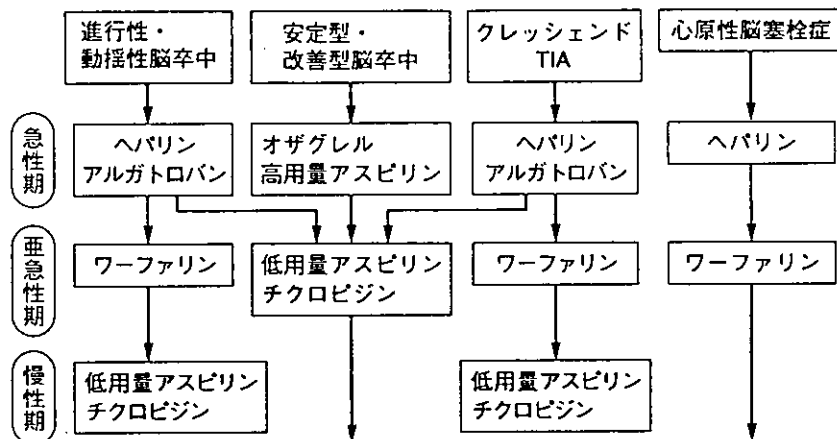 進行性・
動揺性脳卒中
安定型・
改善型脳卒中
クレッシェンド
TIA
心原性脳塞栓症
急性期
ヘパリン
アルガトロバン
オザグレル
高用量アスピリン
ヘパリン
アルガトロバン
ヘパリン
亜急性期
ワーファリン
低用量アスピリン
チクロピジン
ワーファリン
ワーファリン
慢性期
低用量アスピリン
チクロピジン
低用量アスピリン
チクロピジン